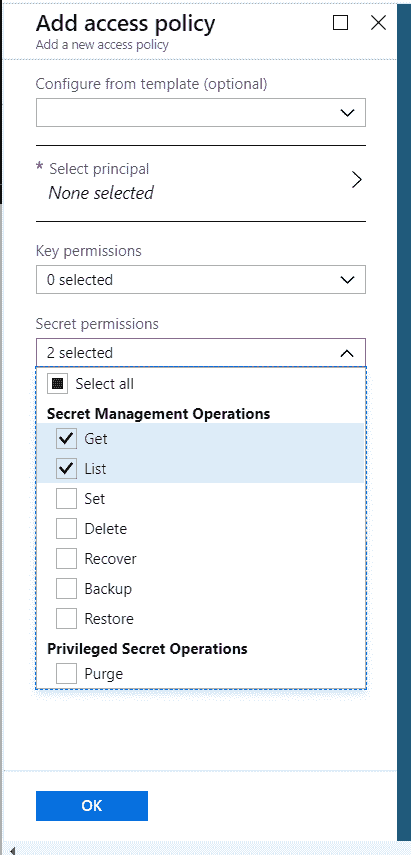 Add access policy
Add a new access policy
Configure from template (optional)
* Select principal
None selected
Key permissions
0 selected
Secret permissions
2 selected
Select all
Secret Management Operations
Get
List
Set
Delete
Recover
Backup
Restore
Privileged Secret Operations
Purge
OK